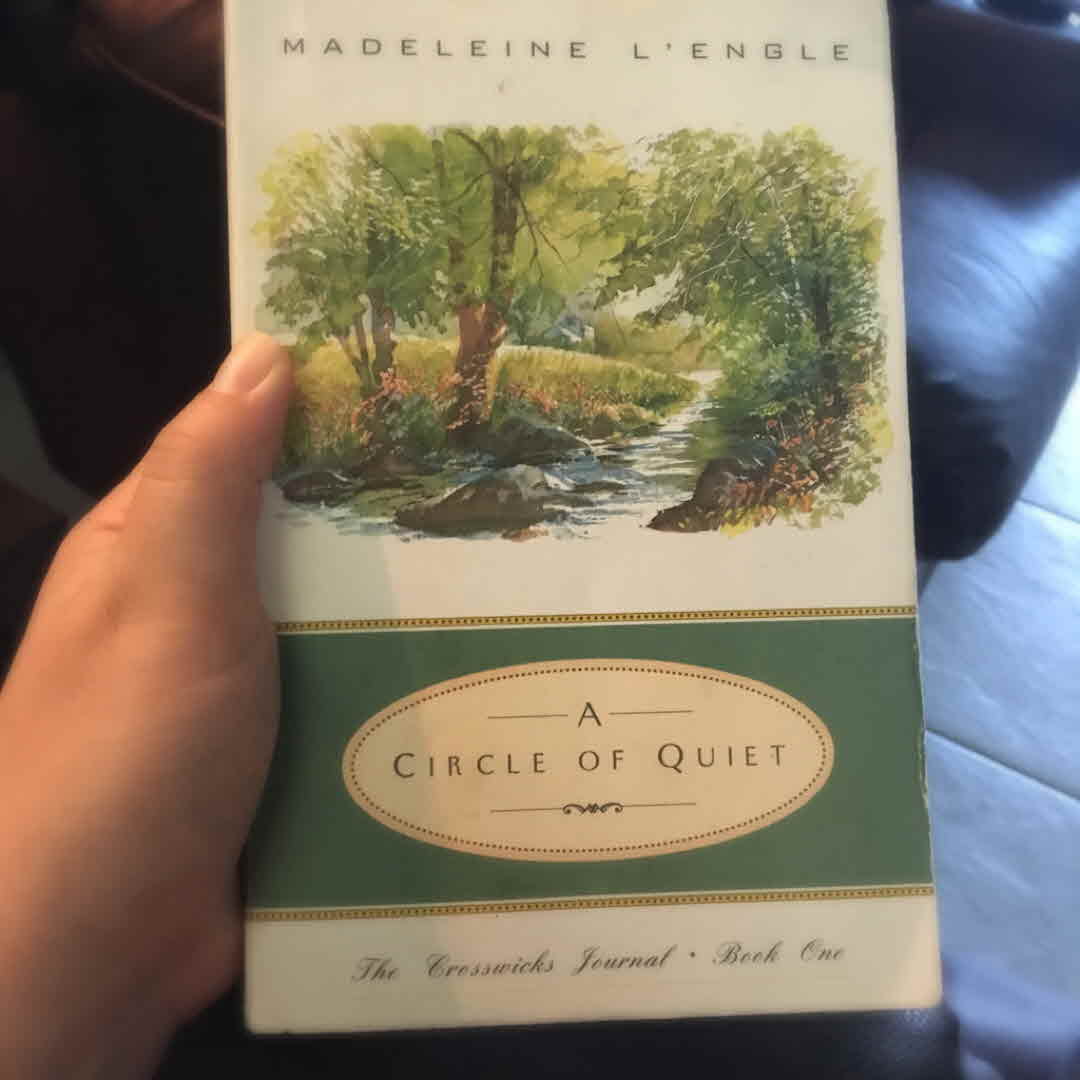 MADELEINE L'ENGLE
A
CIRCLE OF QUIET
The Crosswicks Journal · Book One